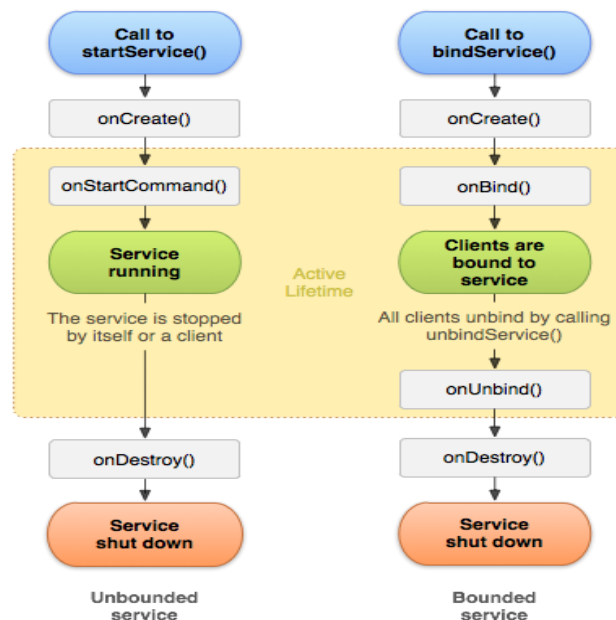 Call to
startService()
onCreate()
onStartCommand()
Service
running
The service is stopped
by itself or a client
onDestroy()
Service
shut down
Unbounded
service
Active
Lifetime
Call to
bindService()
onCreate()
onBind()
Clients are
bound to
service
All clients unbind by calling
unbindService()
onUnbind()
onDestroy()
Service
shut down
Bounded
service